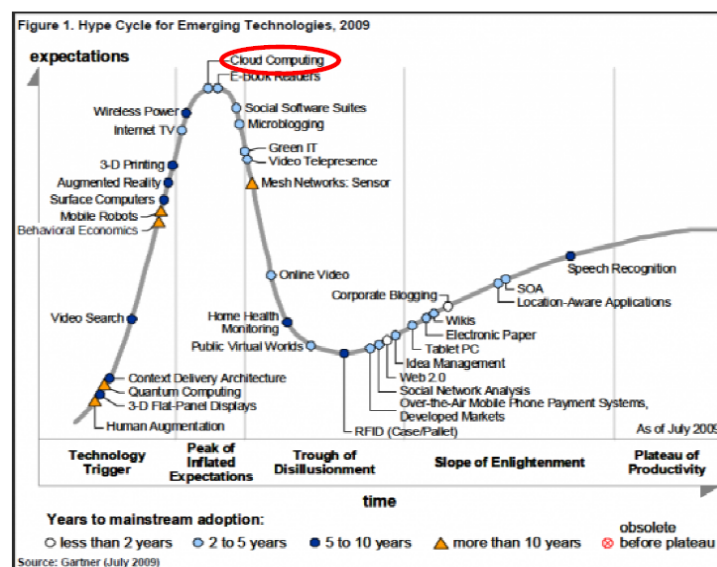 Figure 1. Hype Cycle for Emerging Technologies, 2009
expectations
Cloud Computing
E-Book Readers
Wireless Power
Social Software Suites
Internet TV
Microblogging
Green IT
3-D Printing
Video Telepresence
Augmented Reality
Mesh Networks: Sensor
Surface Computers
Mobile Robots
Behavioral Economics
Online Video
Speech Recognition
SOA
Corporate Blogging
Location-Aware Applications
Video Search
Home Health
Monitoring
Wikis
Electronic Paper
Public Virtual Worlds
Tablet PC
Idea Management
Web 2.0
Context Delivery Architecture
Quantum Computing
Social Network Analysis
3-D Flat-Panel Displays
Over-the-Air Mobile Phone Payment Systems,
Developed Markets
Human Augmentation
RFID (Case/Pallet)
As of July 2009
Technology
Trigger
Peak of
Inflated
Expectations
Trough of
Disillusionment
Slope of Enlightenment
Plateau of
Productivity
time
Years to mainstream adoption:
less than 2 years
2 to 5 years
5 to 10 years
more than 10 years
obsolete
before plateau
Source: Gartner (July 2009)